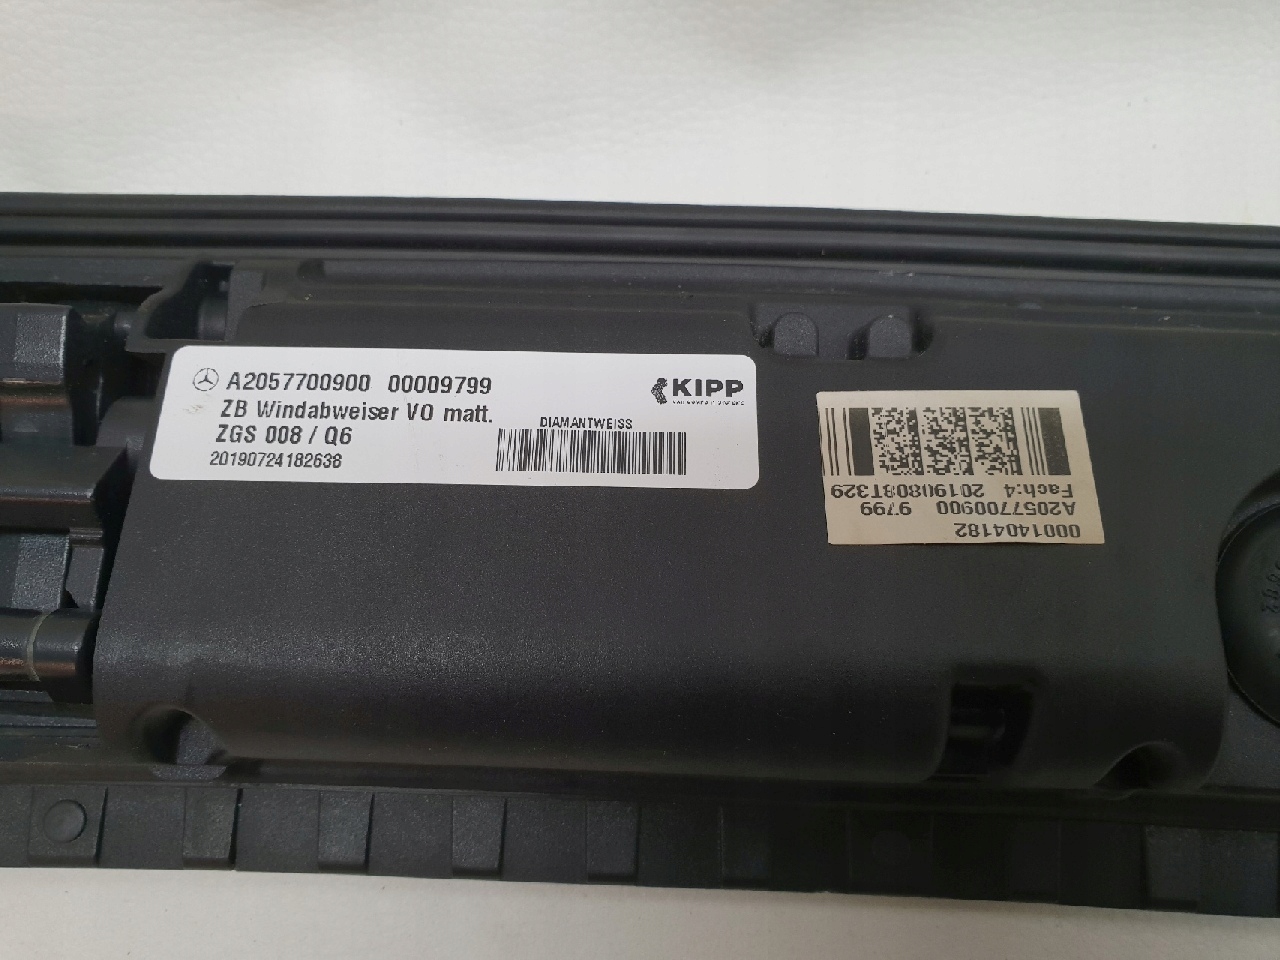 A2057700900 00009799
ZB Windabweiser VO matt.
ZGS 008 / Q6
20190724182638
KIPP
DIAMANTWEISS
0001404182
A2057700900 9799
Fach:4 20190808T329